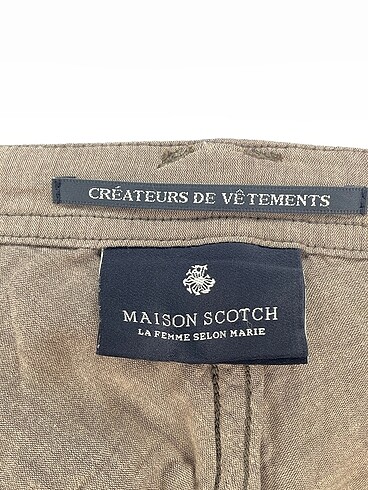 CRÉATEURS DE VÊTEMENTS
MAISON SCOTCH
LA FEMME SELON MARIE